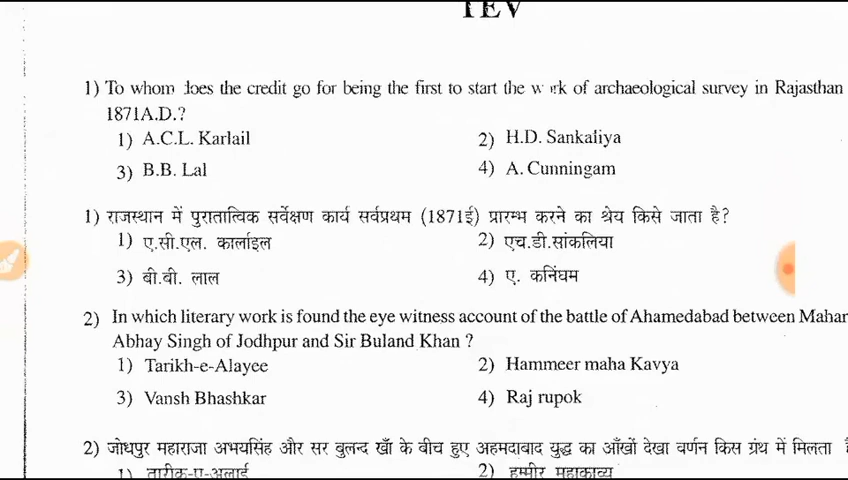 TEV
1) To whom does the credit go for being the first to start the work of archaeological survey in Rajasthan
1871A.D.?
1) A.C.L. Karlail 2) H.D. Sankaliya
3) B.B. Lal 4) A. Cunningam
1) राजस्थान में पुरातात्विक सर्वेक्षण कार्य सर्वप्रथम (1871ई) प्रारम्भ करने का श्रेय किसे जाता है?
1) ए.सी.एल. कार्लाइल 2) एच.डी.सांकलिया
3) बी.बी. लाल 4) ए. कनिंघम
2) In which literary work is found the eye witness account of the battle of Ahamedabad between Mahar
Abhay Singh of Jodhpur and Sir Buland Khan ?
1) Tarikh-e-Alayee 2) Hammeer maha Kavya
3) Vansh Bhashkar 4) Raj rupok
2) जोधपुर महाराजा अभयसिंह और सर बुलन्द खाँ के बीच हुए अहमदाबाद युद्ध का आँखों देखा वर्णन किस ग्रंथ में मिलता
1) तारीक-ए-अलाई 2) हम्मीर महाकाव्य